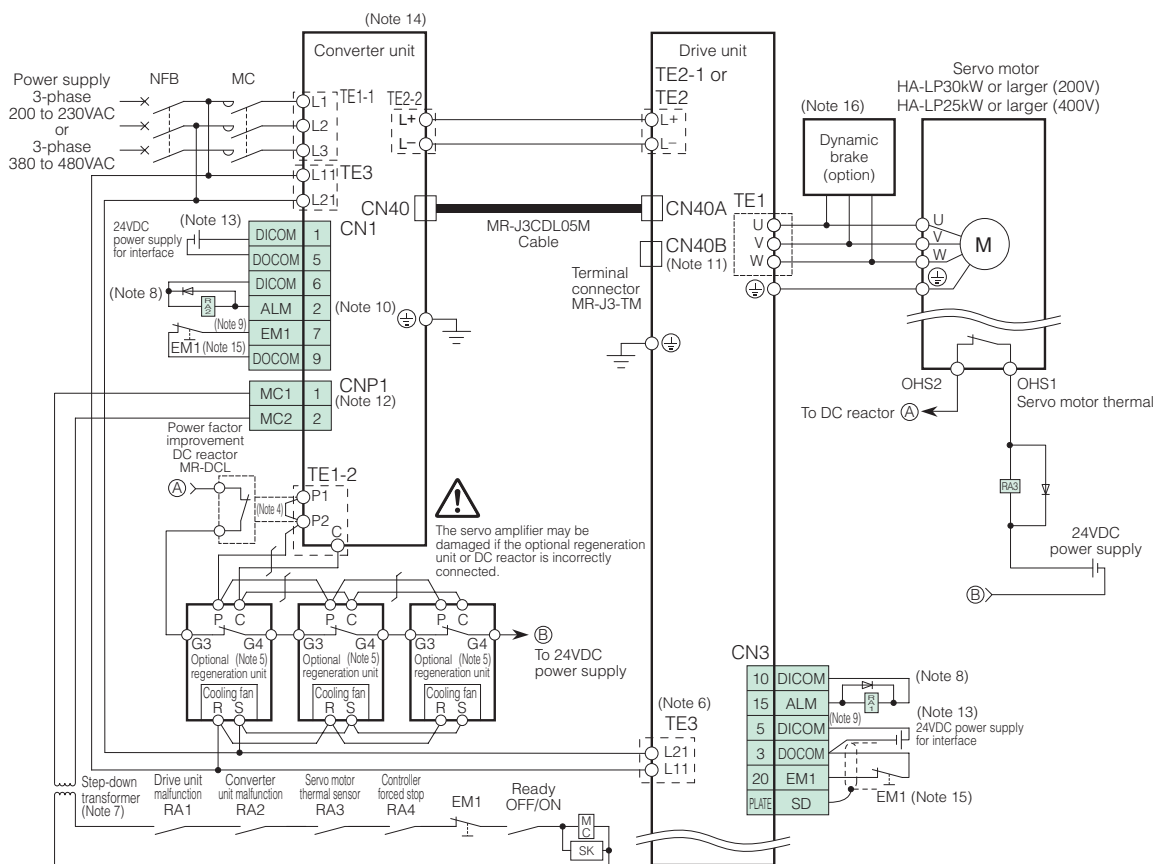 (Note 14)
Converter unit
Drive unit
Power supply
3-phase
200 to 230VAC
or
3-phase
380 to 480VAC
NFB
MC
L1
L2
L3
TE1-1
L11
L21
TE3
TE2-2
L+
L−
TE2-1 or
TE2
L+
L−
(Note 16)
Dynamic
brake
(option)
Servo motor
HA-LP30kW or larger (200V)
HA-LP25kW or larger (400V)
CN40
MR-J3CDL05M
Cable
CN40A
CN40B
(Note 11)
Terminal
connector
MR-J3-TM
TE1
U
V
W
U
V
W
M
24VDC
power supply
for interface
(Note 13)
CN1
DICOM 1
DOCOM 5
DICOM 6
ALM 2
EM1 7
DOCOM 9
(Note 8)
RA2
(Note 10)
(Note 9)
EM1 (Note 15)
MC1 1
MC2 2
CNP1
(Note 12)
OHS2
OHS1
Servo motor thermal
To DC reactor A
RA3
24VDC
power supply
B
Power factor
improvement
DC reactor
MR-DCL
A
(Note 4)
TE1-2
P1
P2
C
The servo amplifier may be
damaged if the optional regeneration
unit or DC reactor is incorrectly
connected.
P C
P C
P C
G3 G4
G3 G4
G3 G4
Optional (Note 5)
regeneration unit
Optional (Note 5)
regeneration unit
Optional (Note 5)
regeneration unit
Cooling fan
R S
Cooling fan
R S
Cooling fan
R S
B
To 24VDC
power supply
CN3
10 DICOM
15 ALM
5 DICOM
3 DOCOM
20 EM1
PLATE SD
(Note 8)
RA1
(Note 9)
(Note 13)
24VDC power supply
for interface
EM1 (Note 15)
(Note 6)
TE3
L21
L11
Step-down
transformer
(Note 7)
Drive unit
malfunction
RA1
Converter
unit malfunction
RA2
Servo motor
thermal sensor
RA3
Controller
forced stop
RA4
EM1
Ready
OFF/ON
MC
SK